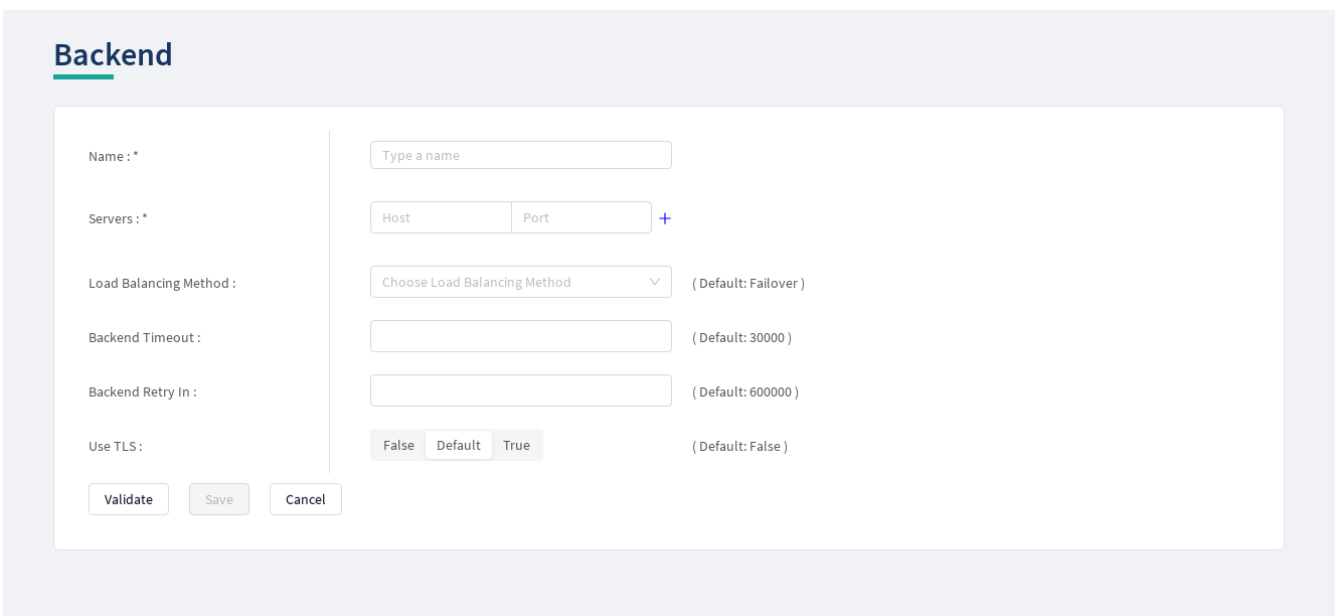 Backend
Name : * Type a name
Servers : * Host Port +
Load Balancing Method : Choose Load Balancing Method ( Default: Failover )
Backend Timeout : ( Default: 30000 )
Backend Retry In : ( Default: 600000 )
Use TLS : False Default True ( Default: False )
Validate Save Cancel